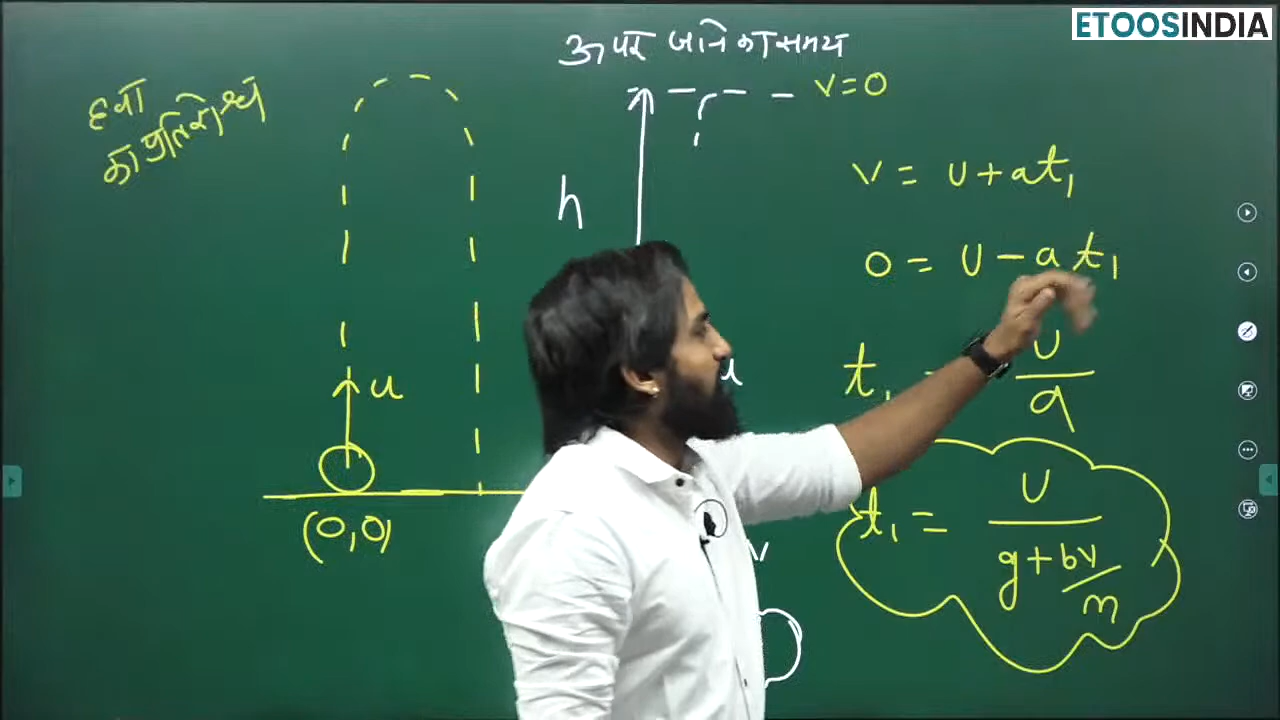 ETOOSINDIA
ऊपर जाने का समय
हवा
का प्रतिरोध
v=0
h
v = u+at₁
0 = u-at₁
u
u
t₁ = u/a
t₁ = u/(g+bv/m)
(0,0)
v